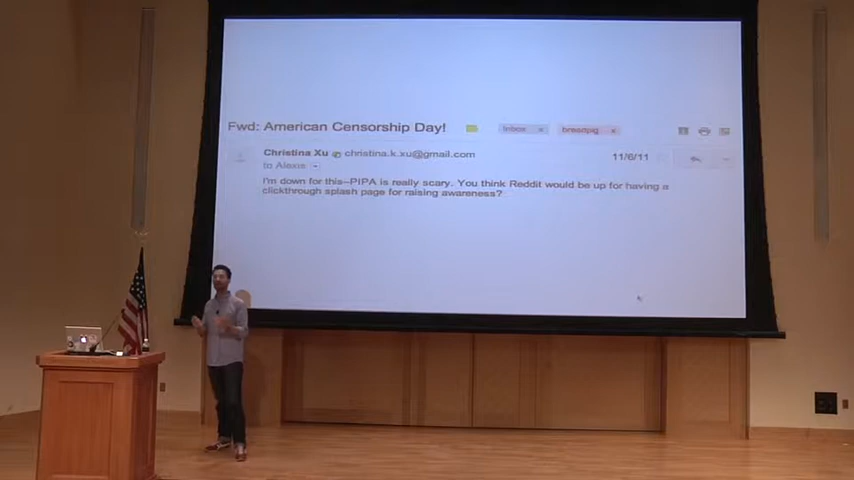 Fwd: American Censorship Day! Inbox x breadpig x
Christina Xu christina.k.xu@gmail.com 11/6/11
to Alexis
I'm down for this--PIPA is really scary. You think Reddit would be up for having a
clickthrough splash page for raising awareness?